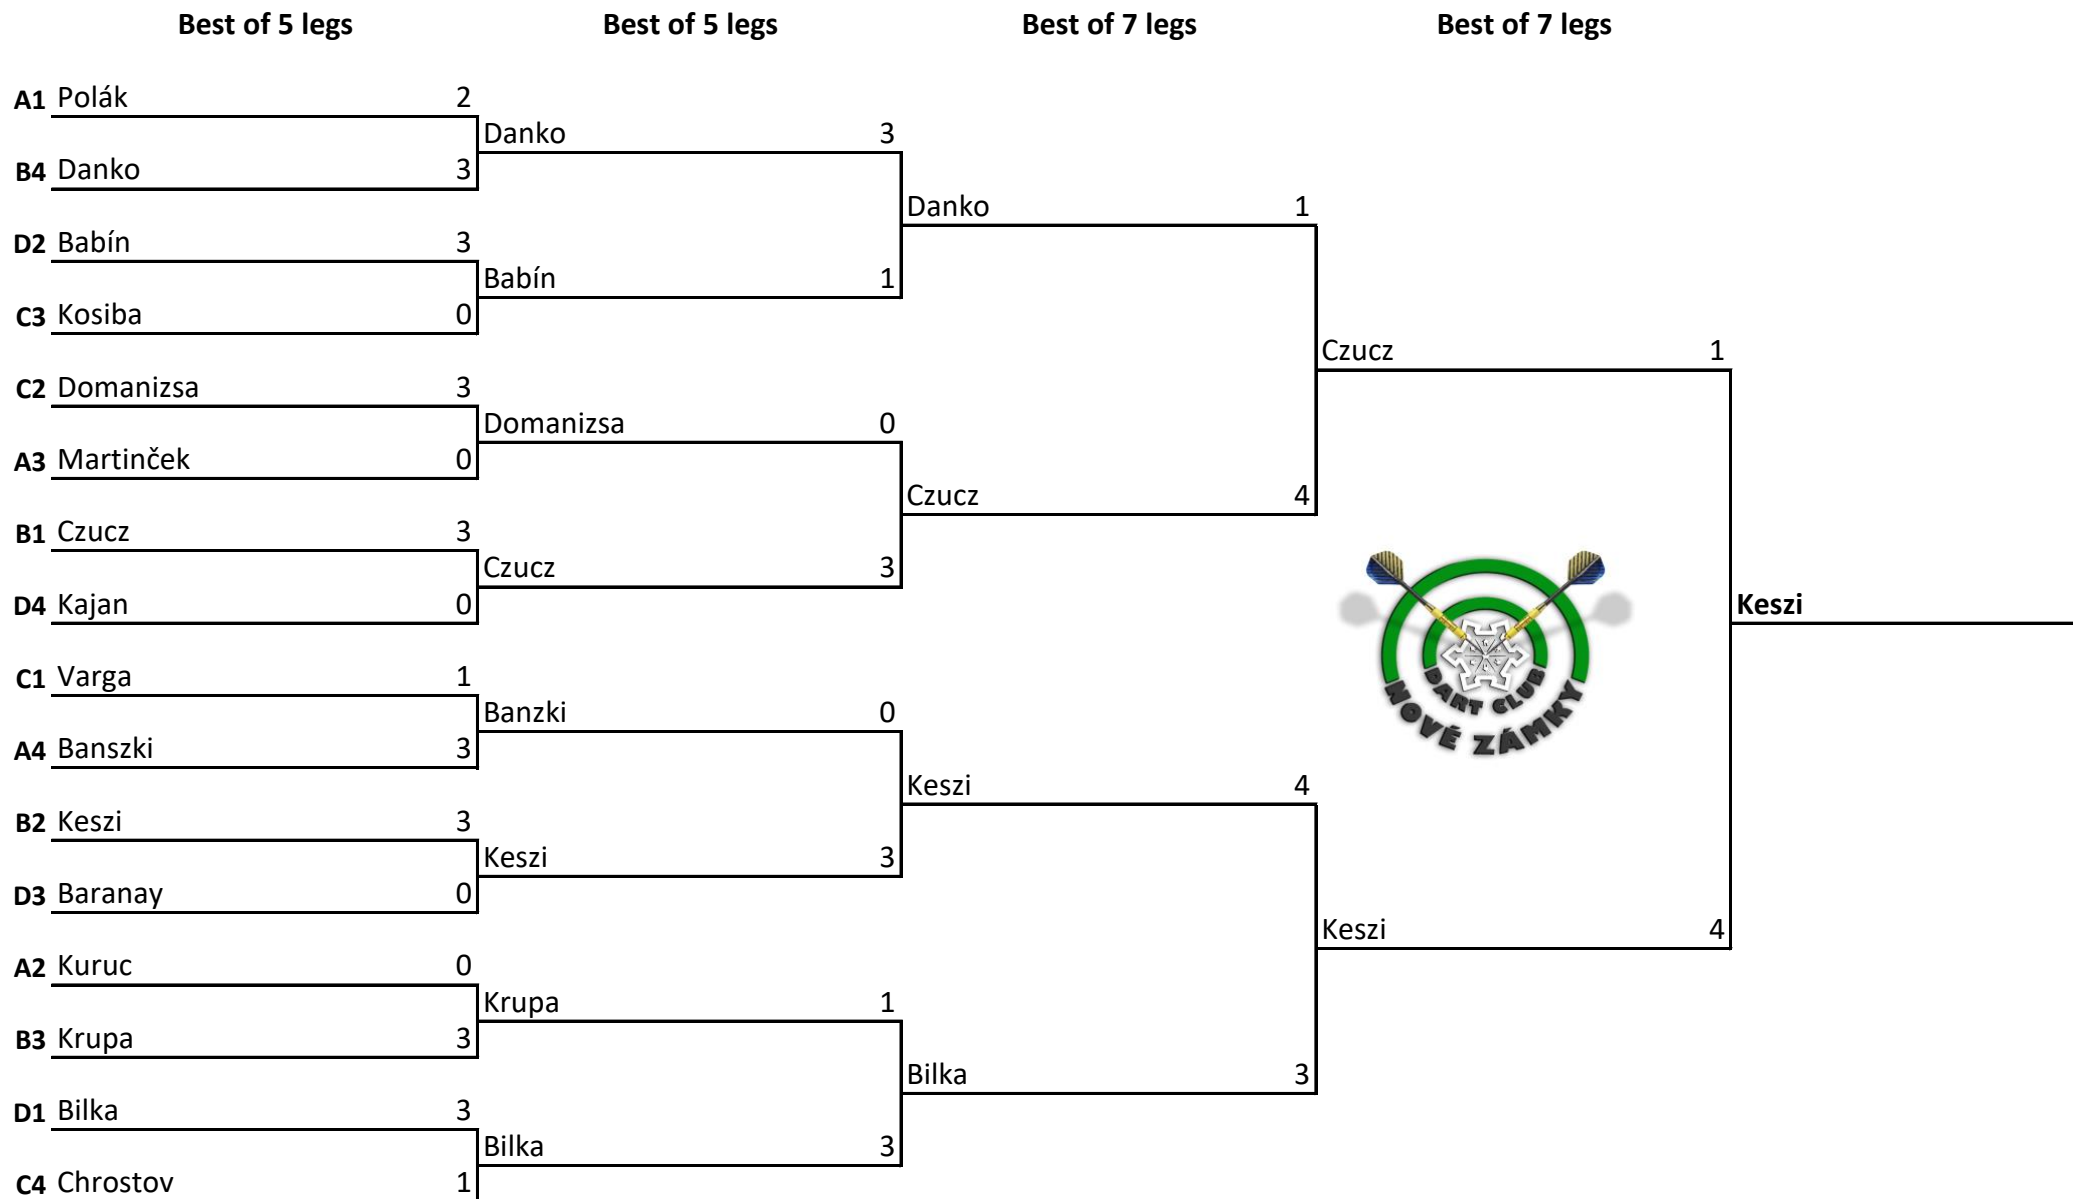 Best of 5 legs Best of 5 legs Best of 7 legs Best of 7 legs
A1 Polák 2
Danko 3
B4 Danko 3
Danko 1
D2 Babín 3
Babín 1
C3 Kosiba 0
Czucz 1
C2 Domanizsa 3
Domanizsa 0
A3 Martinček 0
Czucz 4
B1 Czucz 3
Czucz 3
D4 Kajan 0
Keszi
C1 Varga 1
DART CLUB
NOVÉ ZÁMKY
Banzki 0
A4 Banszki 3
Keszi 4
B2 Keszi 3
Keszi 3
D3 Baranay 0
Keszi 4
A2 Kuruc 0
Krupa 1
B3 Krupa 3
Bilka 3
D1 Bilka 3
Bilka 3
C4 Chrostov 1